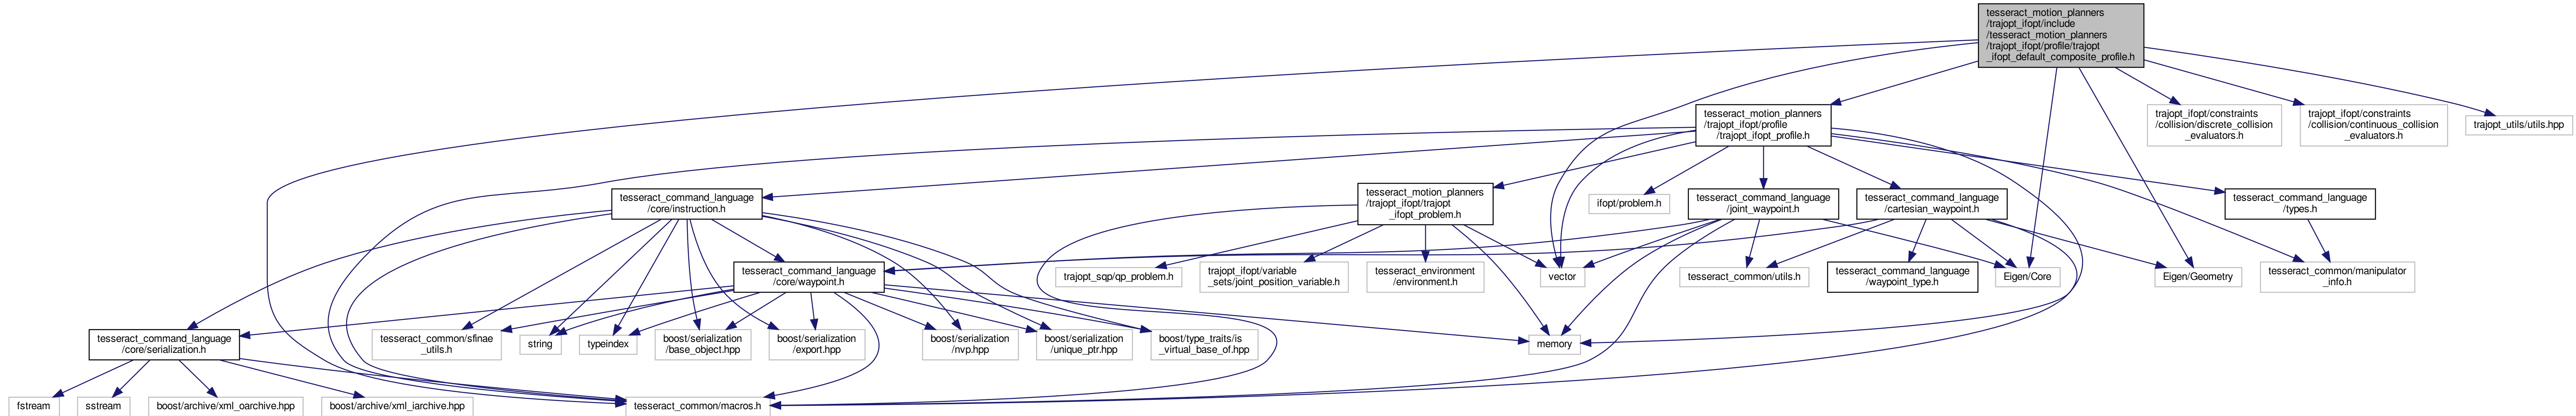 tesseract_motion_planners
/trajopt_ifopt/include
/tesseract_motion_planners
/trajopt_ifopt/profile/trajopt
_ifopt_default_composite_profile.h
tesseract_motion_planners
/trajopt_ifopt/profile
/trajopt_ifopt_profile.h
trajopt_ifopt/constraints
/collision/discrete_collision
_evaluators.h
trajopt_ifopt/constraints
/collision/continuous_collision
_evaluators.h
trajopt_utils/utils.hpp
tesseract_command_language
/core/instruction.h
tesseract_motion_planners
/trajopt_ifopt/trajopt
_ifopt_problem.h
ifopt/problem.h
tesseract_command_language
/joint_waypoint.h
tesseract_command_language
/cartesian_waypoint.h
tesseract_command_language
/types.h
tesseract_command_language
/core/waypoint.h
trajopt_sqp/qp_problem.h
trajopt_ifopt/variable
_sets/joint_position_variable.h
tesseract_environment
/environment.h
vector
tesseract_common/utils.h
tesseract_command_language
/waypoint_type.h
Eigen/Core
Eigen/Geometry
tesseract_common/manipulator
_info.h
tesseract_command_language
/core/serialization.h
tesseract_common/sfinae
_utils.h
string
typeindex
boost/serialization
/base_object.hpp
boost/serialization
/export.hpp
boost/serialization
/nvp.hpp
boost/serialization
/unique_ptr.hpp
boost/type_traits/is
_virtual_base_of.hpp
memory
fstream
sstream
boost/archive/xml_oarchive.hpp
boost/archive/xml_iarchive.hpp
tesseract_common/macros.h